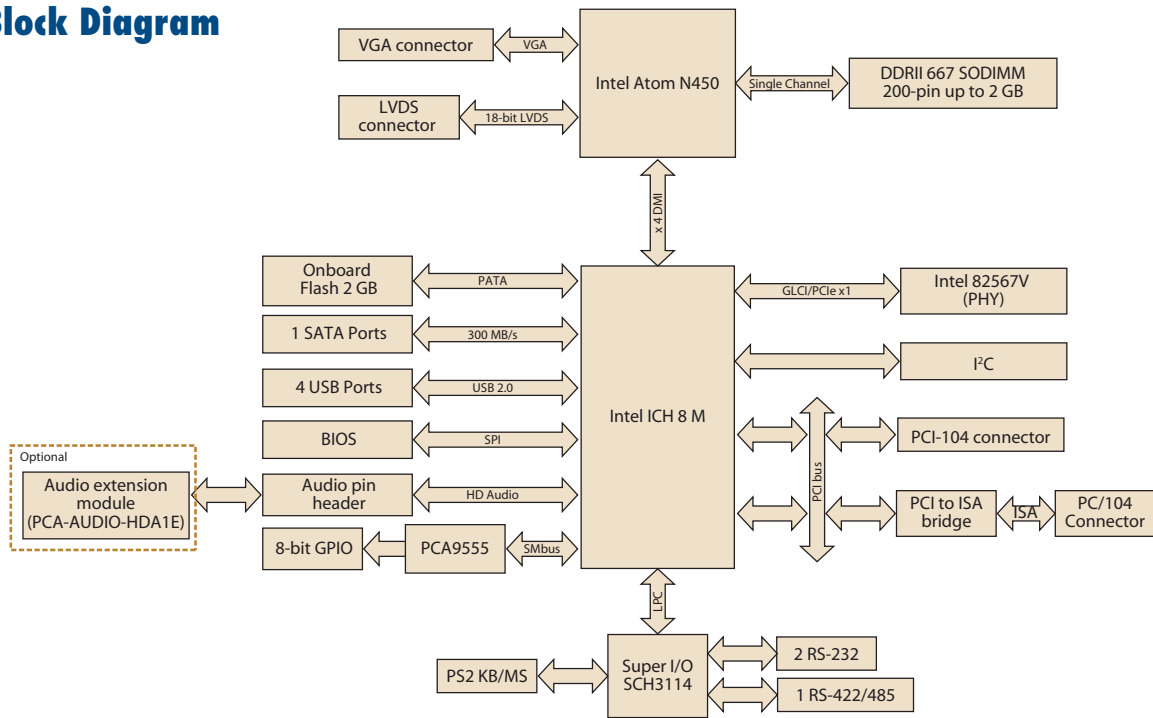 Block Diagram
VGA connector
VGA
Intel Atom N450
Single Channel
DDRII 667 SODIMM
200-pin up to 2 GB
LVDS
connector
18-bit LVDS
x 4 DMI
Onboard
Flash 2 GB
PATA
Intel ICH 8 M
GLCI/PCIe x1
Intel 82567V
(PHY)
1 SATA Ports
300 MB/s
I²C
4 USB Ports
USB 2.0
BIOS
SPI
PCI bus
PCI-104 connector
Optional
Audio extension
module
(PCA-AUDIO-HDA1E)
Audio pin
header
HD Audio
PCI to ISA
bridge
ISA
PC/104
Connector
8-bit GPIO
PCA9555
SMbus
LPC
PS2 KB/MS
Super I/O
SCH3114
2 RS-232
1 RS-422/485